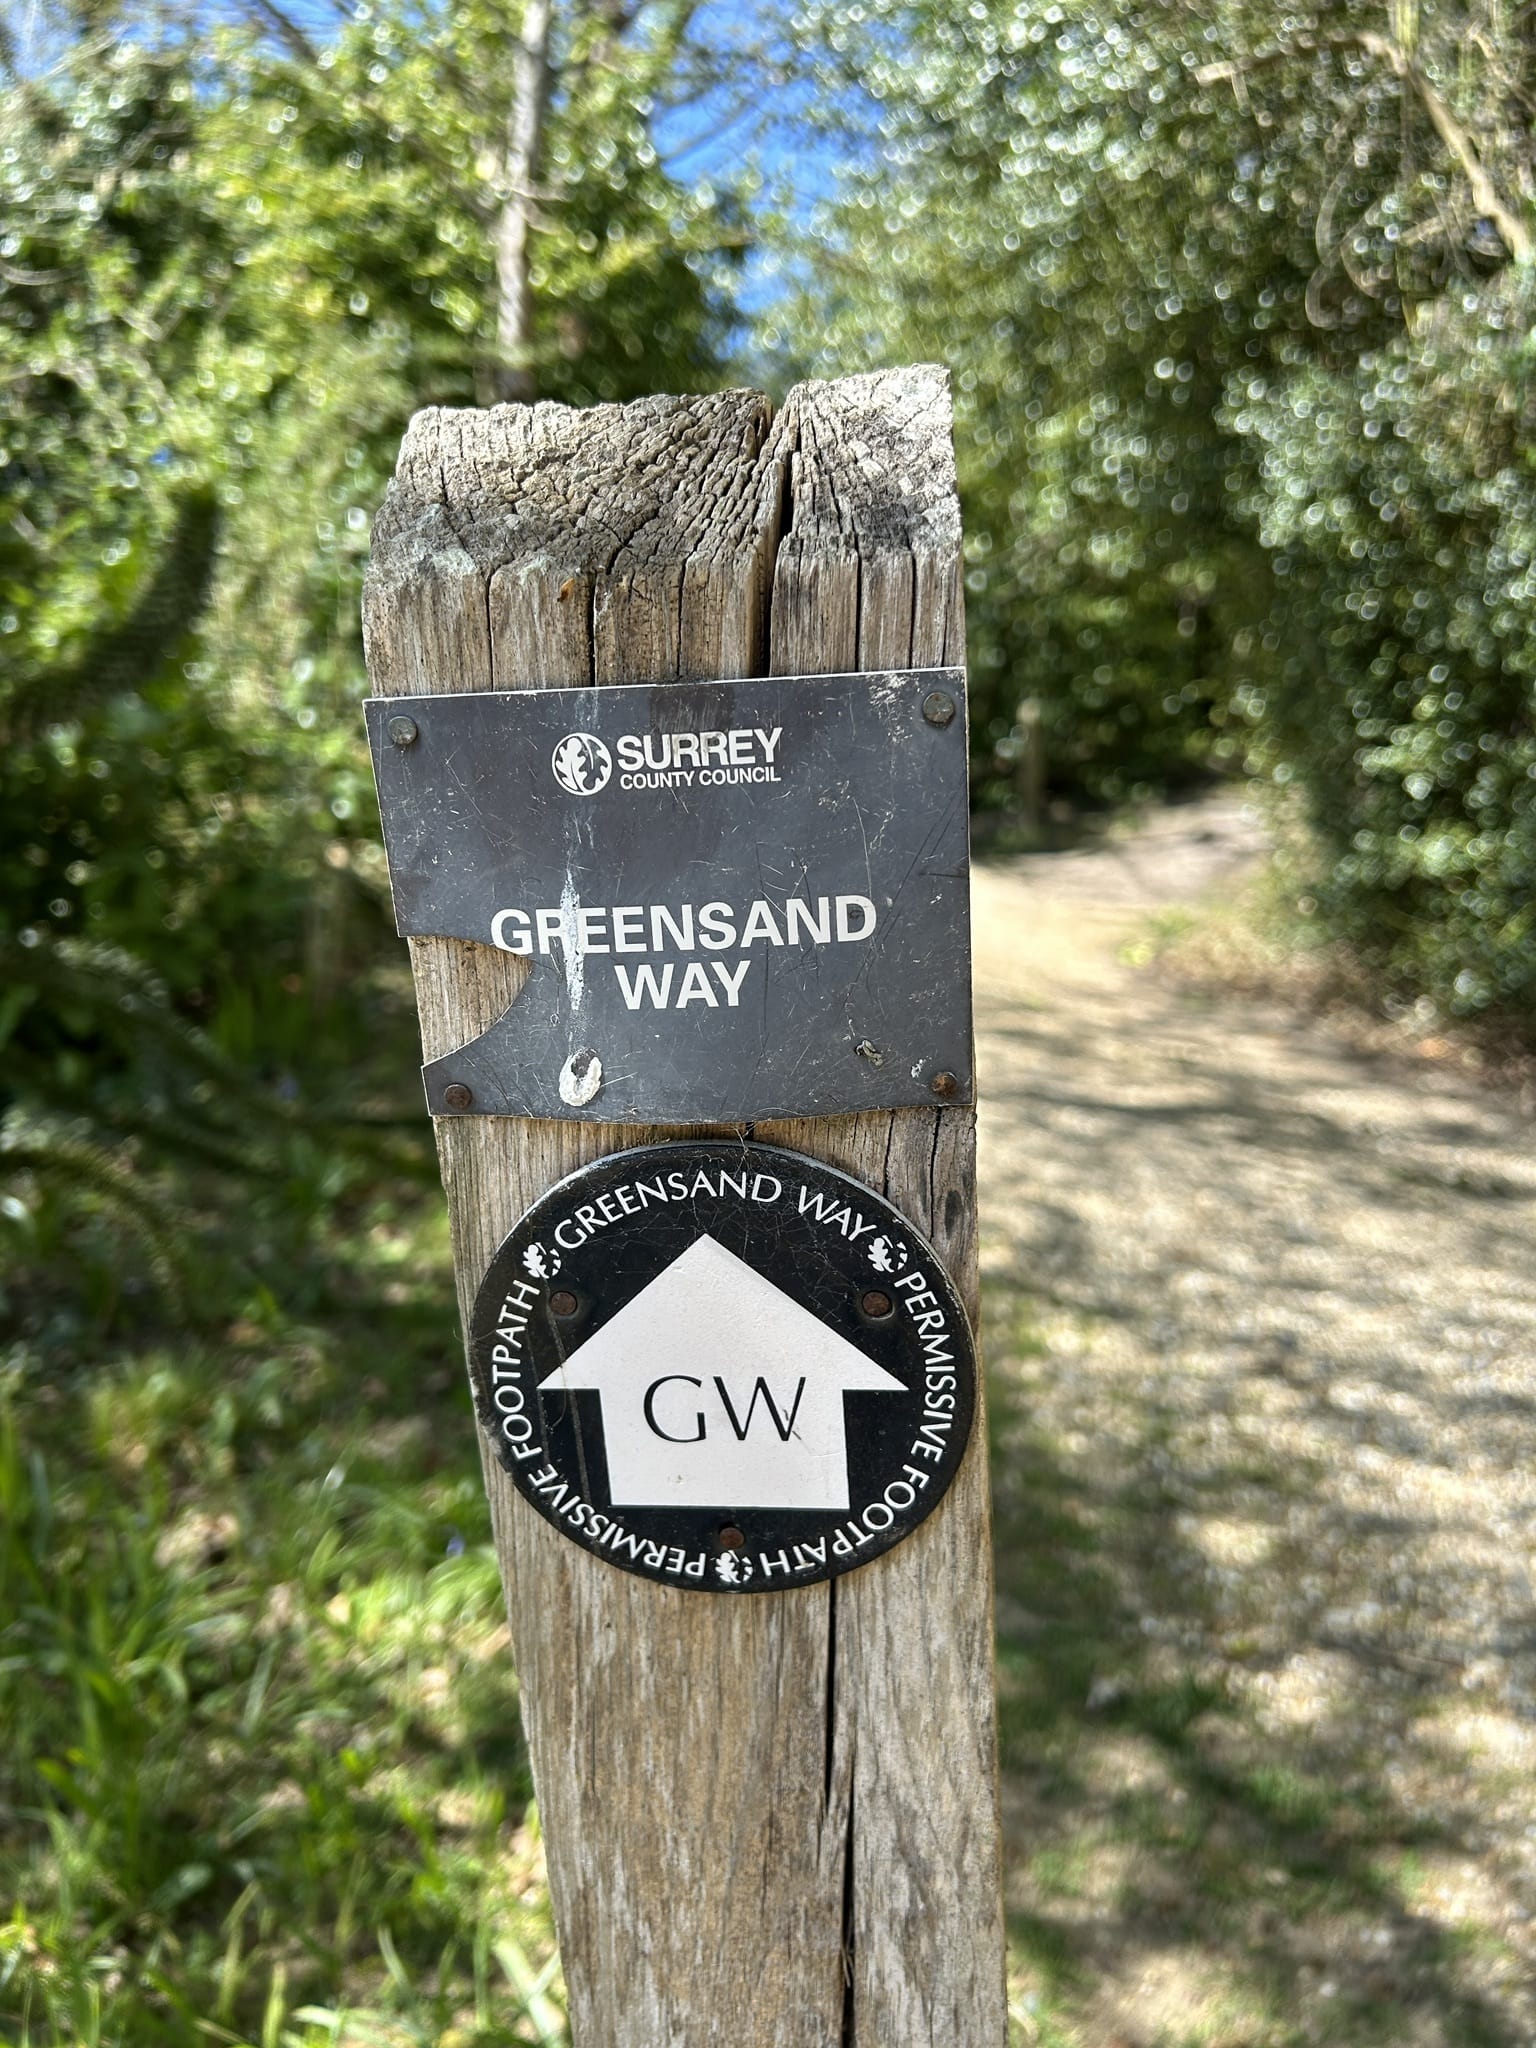 SURREY
COUNTY COUNCIL
GREENSAND
WAY
GREENSAND WAY
PERMISSIVE FOOTPATH
PERMISSIVE FOOTPATH
GW